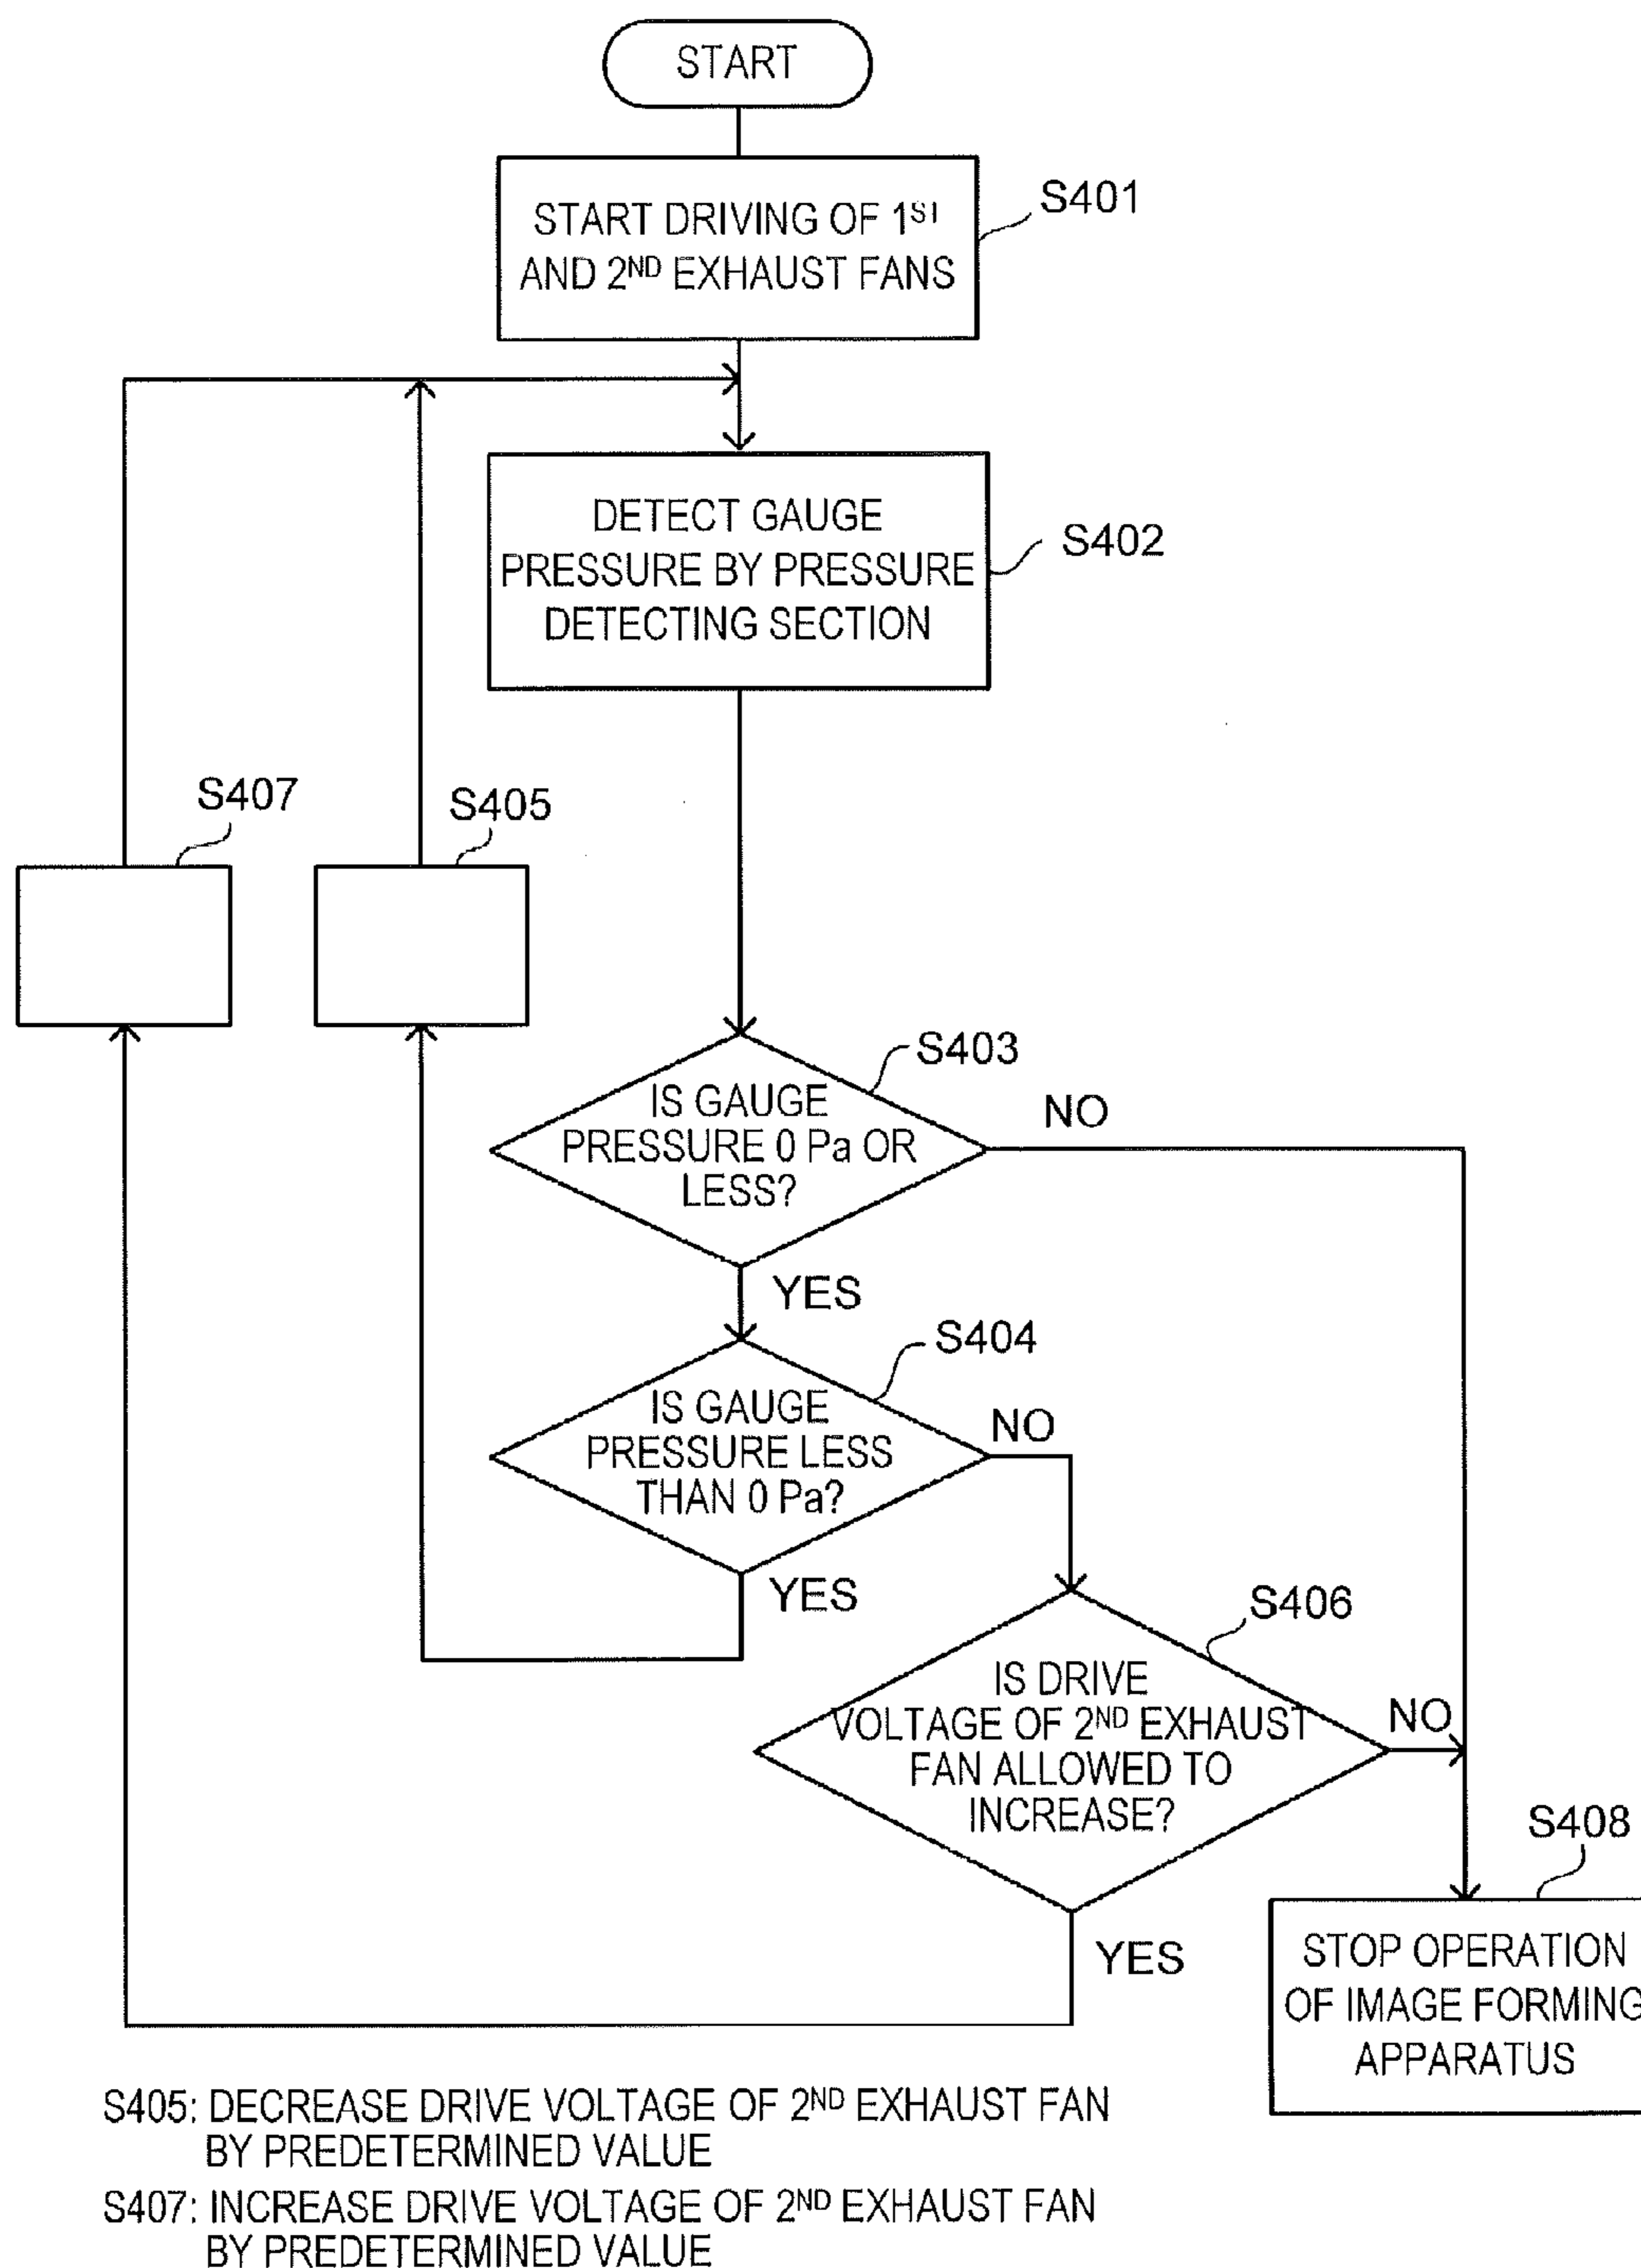 START
START DRIVING OF 1ST
AND 2ND EXHAUST FANS
S401
DETECT GAUGE
PRESSURE BY PRESSURE
DETECTING SECTION
S402
S407
S405
S403
IS GAUGE
PRESSURE 0 Pa OR
LESS?
NO
YES
S404
IS GAUGE
PRESSURE LESS
THAN 0 Pa?
NO
YES
S406
IS DRIVE
VOLTAGE OF 2ND EXHAUST
FAN ALLOWED TO
INCREASE?
NO
YES
S408
STOP OPERATION
OF IMAGE FORMING
APPARATUS
S405: DECREASE DRIVE VOLTAGE OF 2ND EXHAUST FAN
BY PREDETERMINED VALUE
S407: INCREASE DRIVE VOLTAGE OF 2ND EXHAUST FAN
BY PREDETERMINED VALUE